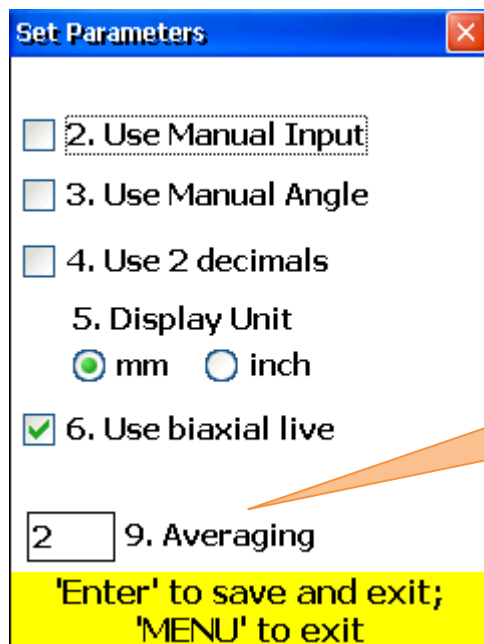 Set Parameters
2. Use Manual Input
3. Use Manual Angle
4. Use 2 decimals
5. Display Unit
mm inch
6. Use biaxial live
2 9. Averaging
'Enter' to save and exit;
'MENU' to exit